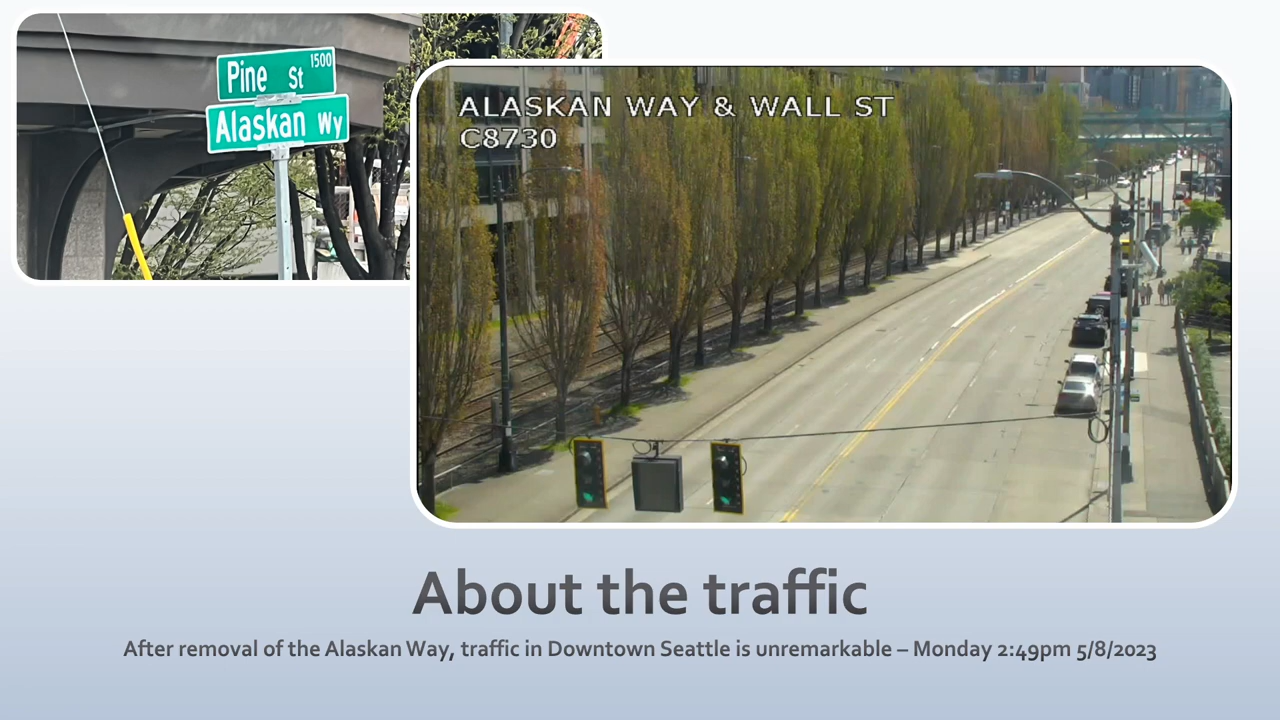 Pine St 1500
Alaskan Wy
ALASKAN WAY & WALL ST
C8730
About the traffic
After removal of the Alaskan Way, traffic in Downtown Seattle is unremarkable – Monday 2:49pm 5/8/2023